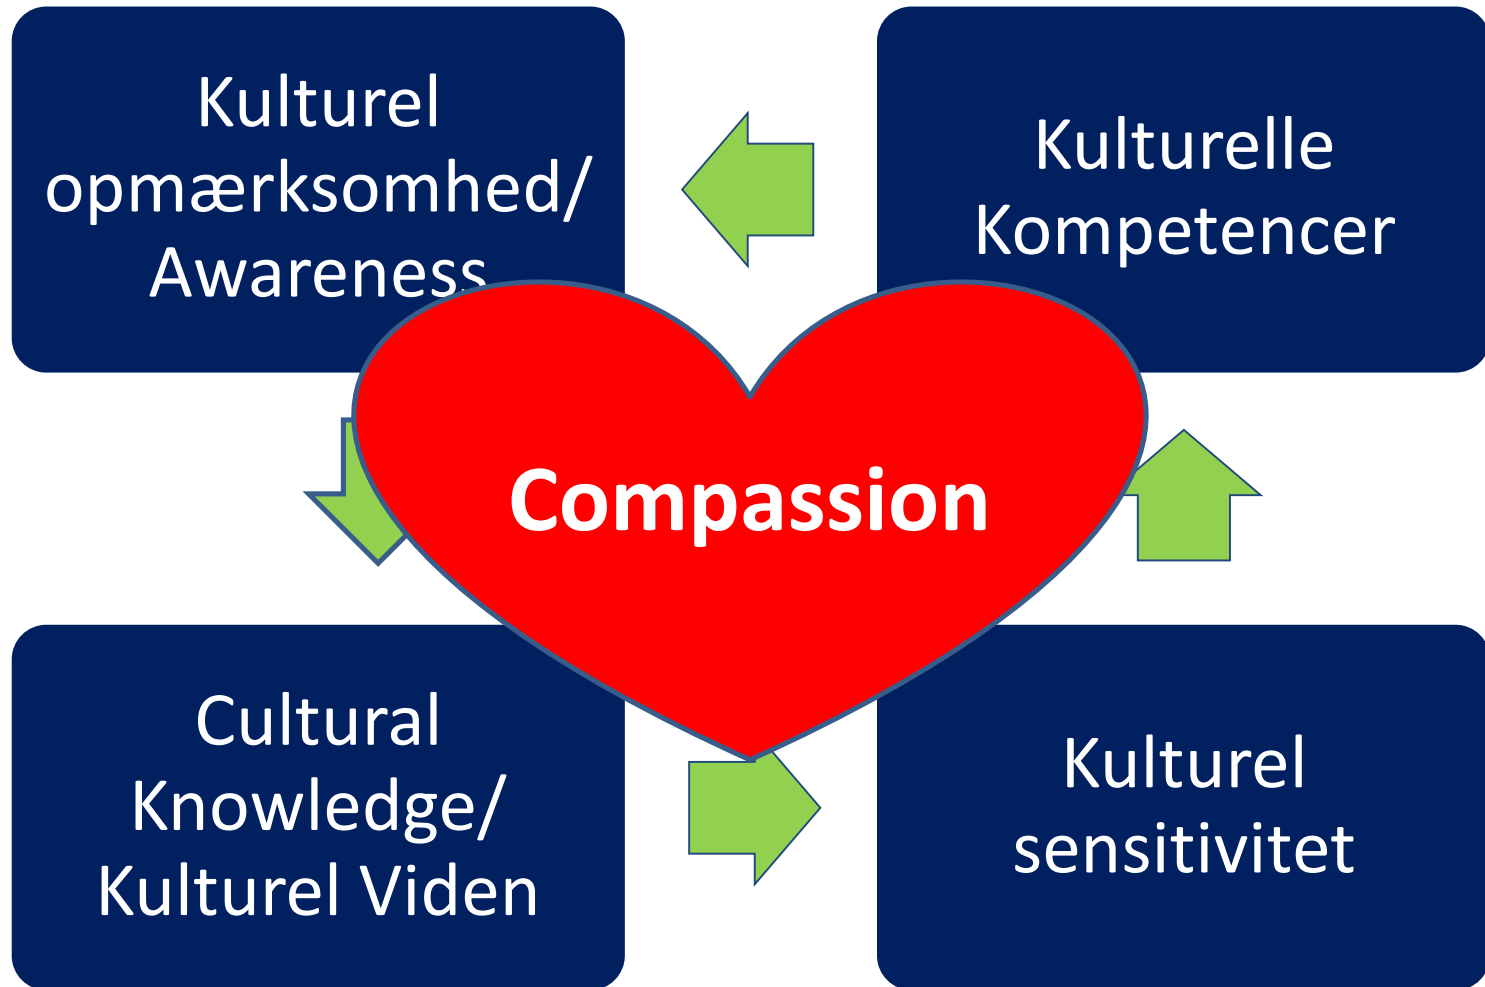 Kulturel
opmærksomhed/
Awareness
Kulturelle
Kompetencer
Compassion
Cultural
Knowledge/
Kulturel Viden
Kulturel
sensitivitet